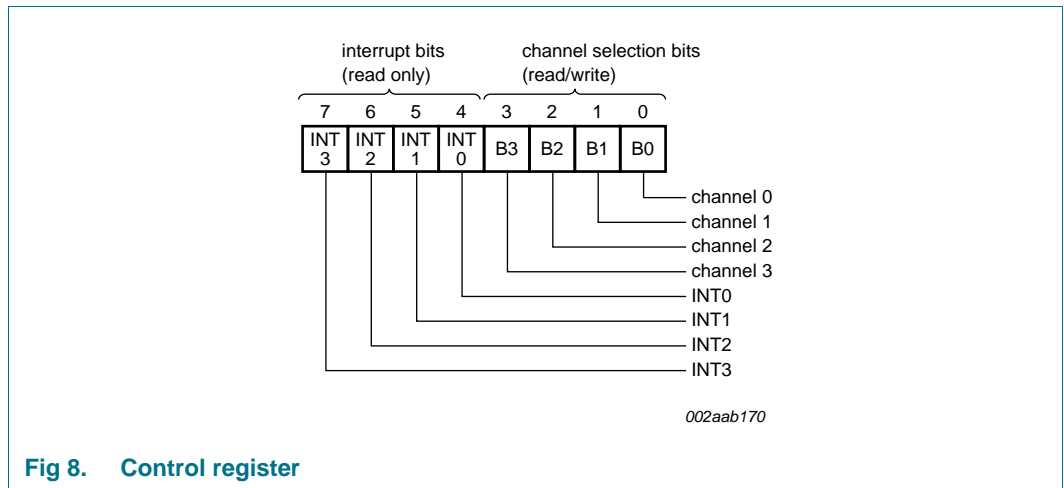 interrupt bits
(read only)
channel selection bits
(read/write)
7 6 5 4 3 2 1 0
INT 3 INT 2 INT 1 INT 0 B3 B2 B1 B0
channel 0
channel 1
channel 2
channel 3
INT0
INT1
INT2
INT3
002aab170
Fig 8. Control register